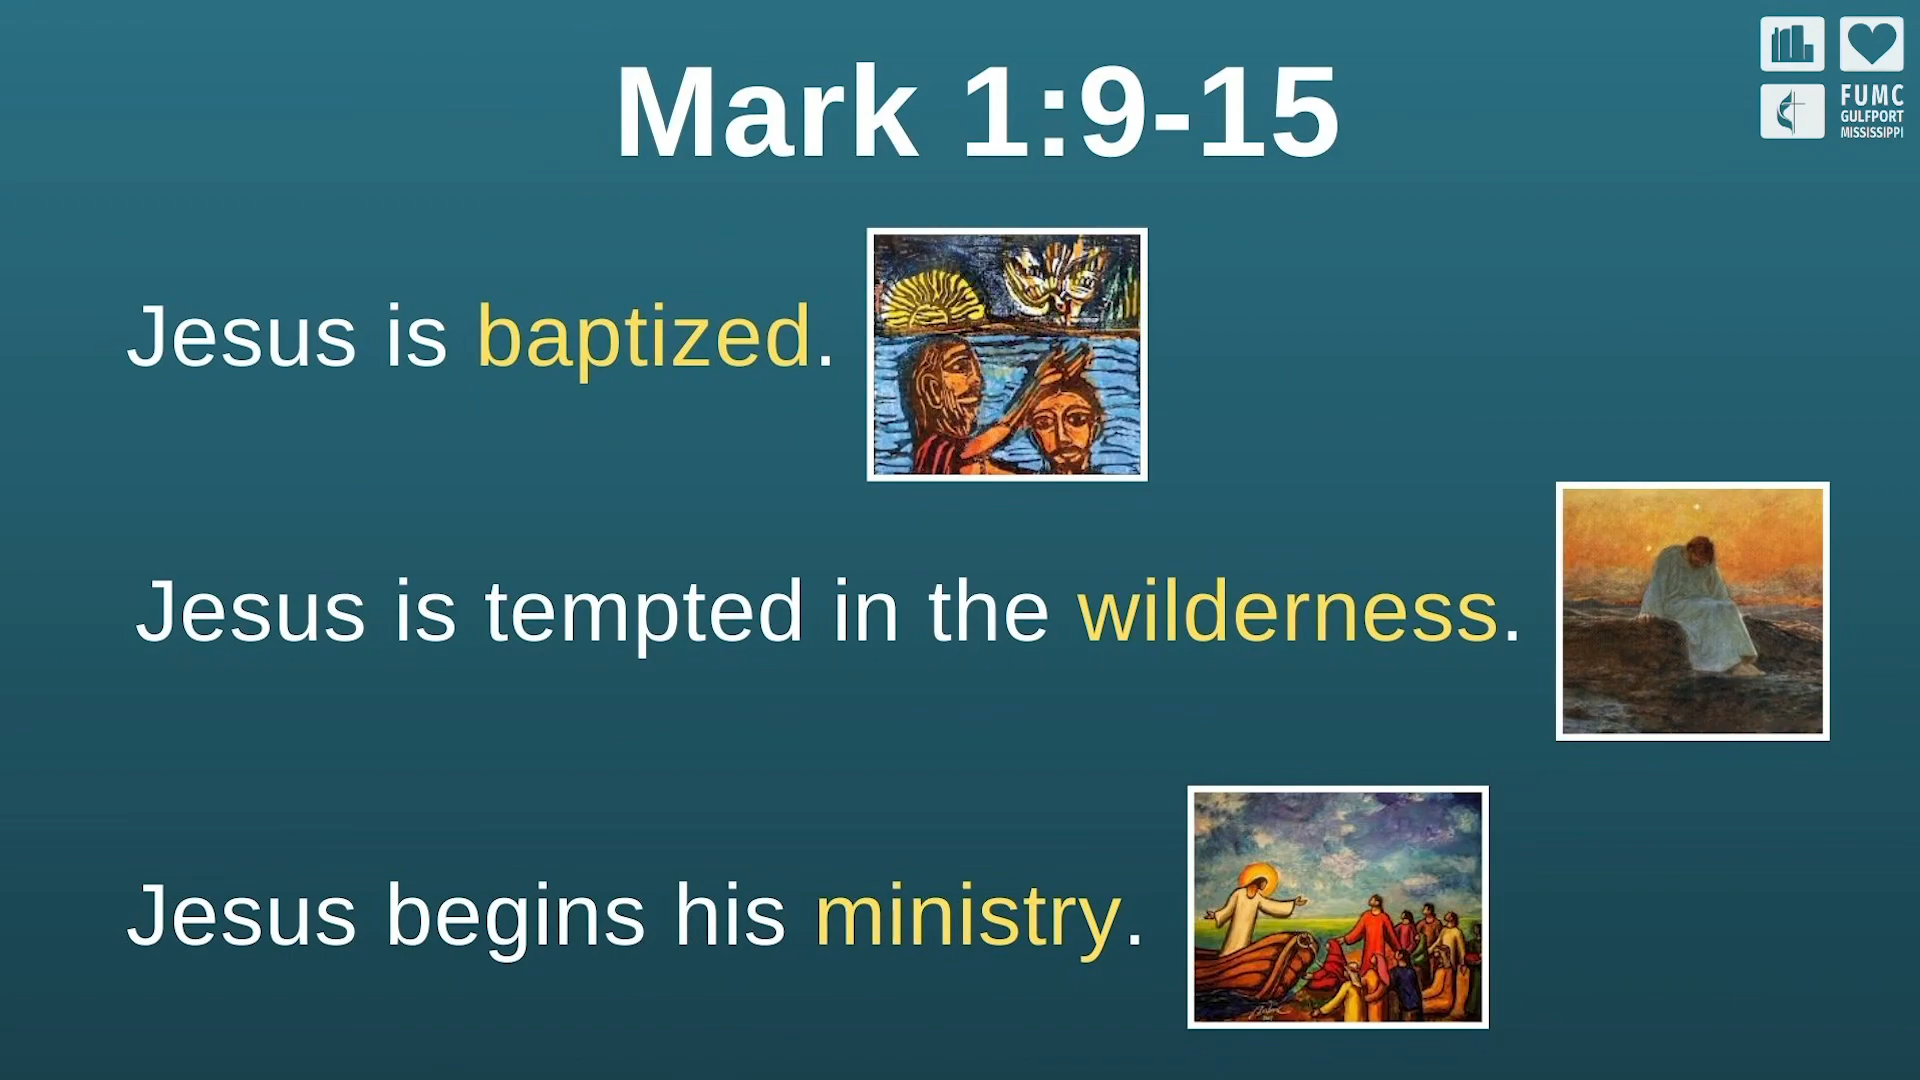 Mark 1:9-15
FUMC
GULFPORT
MISSISSIPPI
Jesus is baptized.
Jesus is tempted in the wilderness.
Jesus begins his ministry.